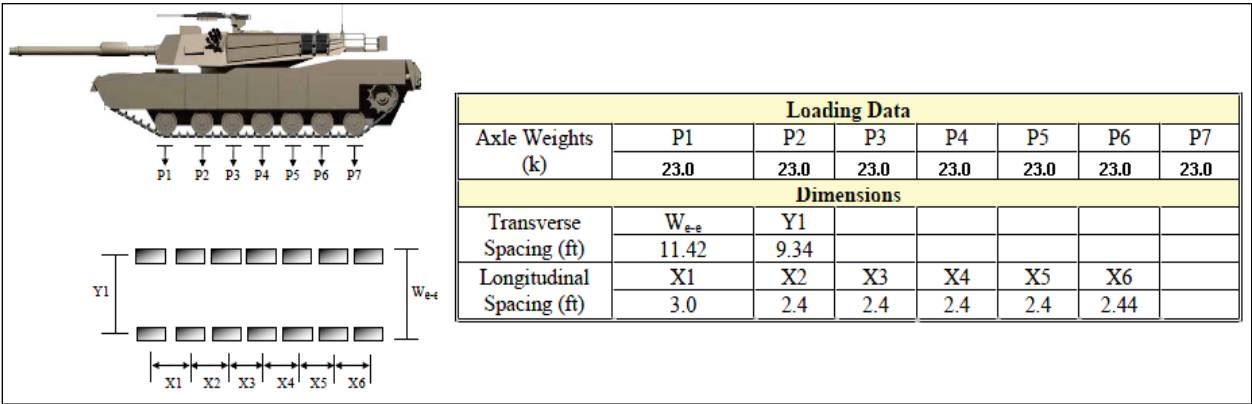 P1 P2 P3 P4 P5 P6 P7
Y1
We-e
X1 X2 X3 X4 X5 X6
Loading Data
Axle Weights (k) P1 P2 P3 P4 P5 P6 P7
23.0 23.0 23.0 23.0 23.0 23.0 23.0
Dimensions
Transverse Spacing (ft) We-e Y1
11.42 9.34
Longitudinal Spacing (ft) X1 X2 X3 X4 X5 X6
3.0 2.4 2.4 2.4 2.4 2.44